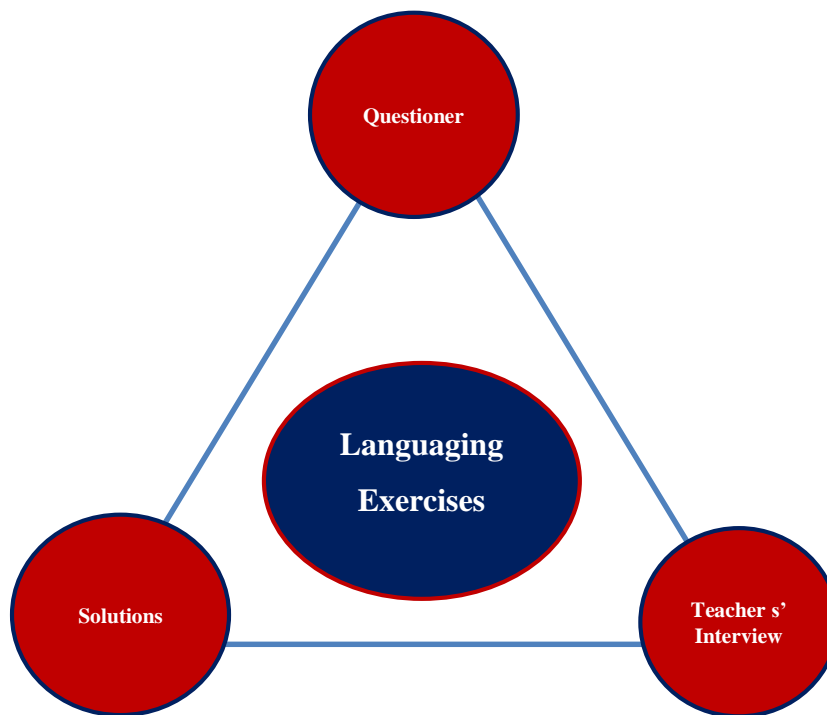 Questioner
Languaging
Exercises
Solutions
Teacher s’
Interview